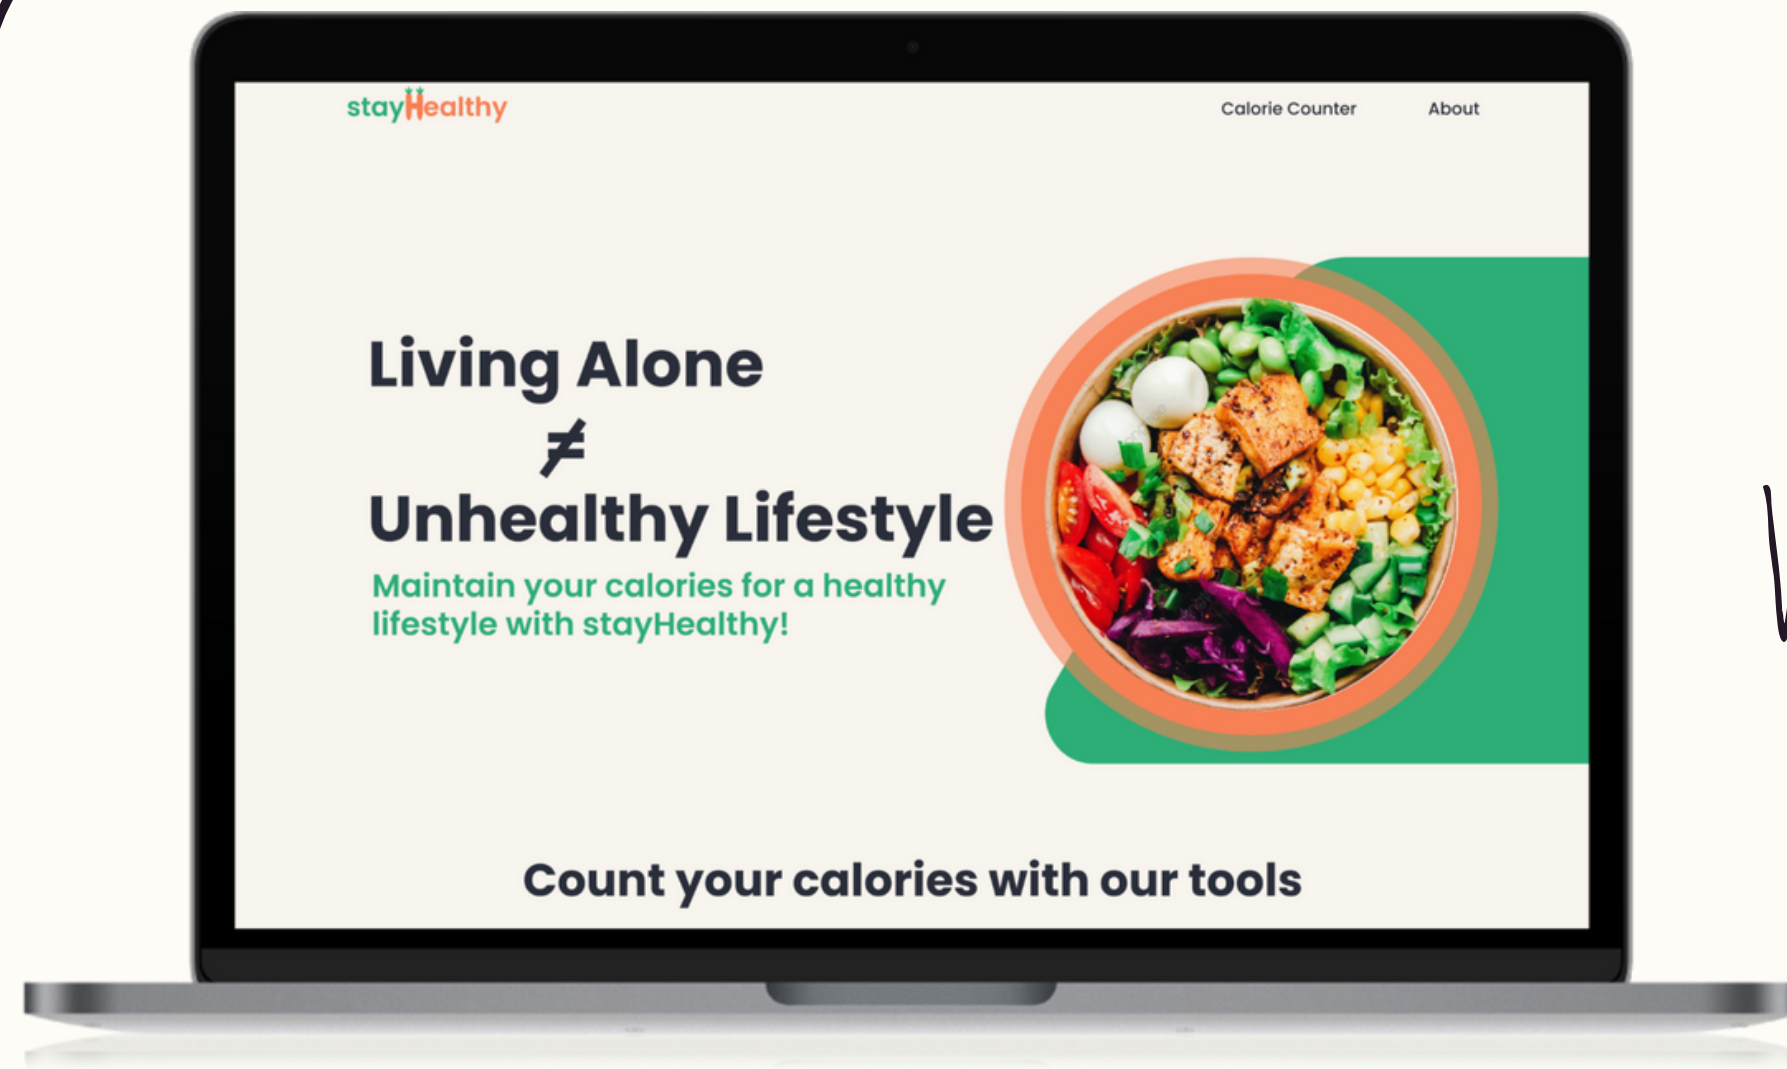 stayHealthy
Calorie Counter
About
Living Alone
≠
Unhealthy Lifestyle
Maintain your calories for a healthy
lifestyle with stayHealthy!
Count your calories with our tools